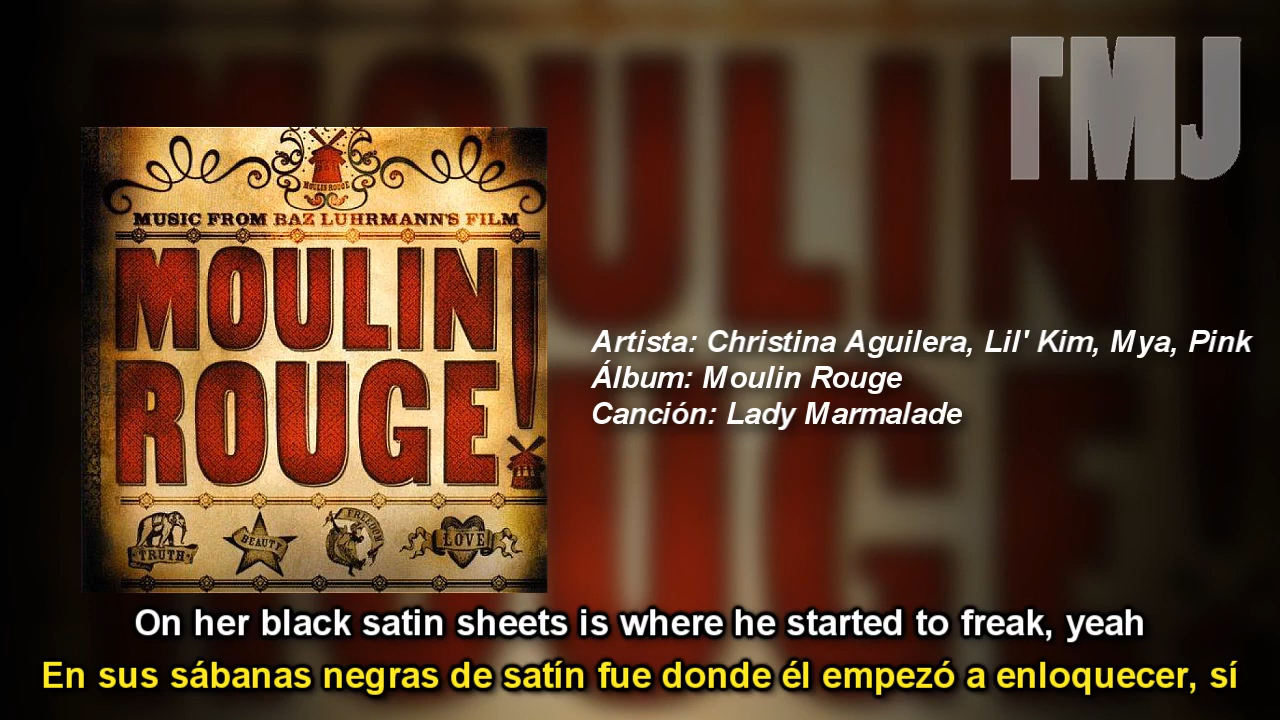 TMJ
MOULIN ROUGE
MUSIC FROM BAZ LUHRMANN'S FILM
MOULIN
ROUGE!
TRUTH
BEAUTY
FREEDOM
LOVE
Artista: Christina Aguilera, Lil' Kim, Mya, Pink
Álbum: Moulin Rouge
Canción: Lady Marmalade
On her black satin sheets is where he started to freak, yeah
En sus sábanas negras de satín fue donde él empezó a enloquecer, sí